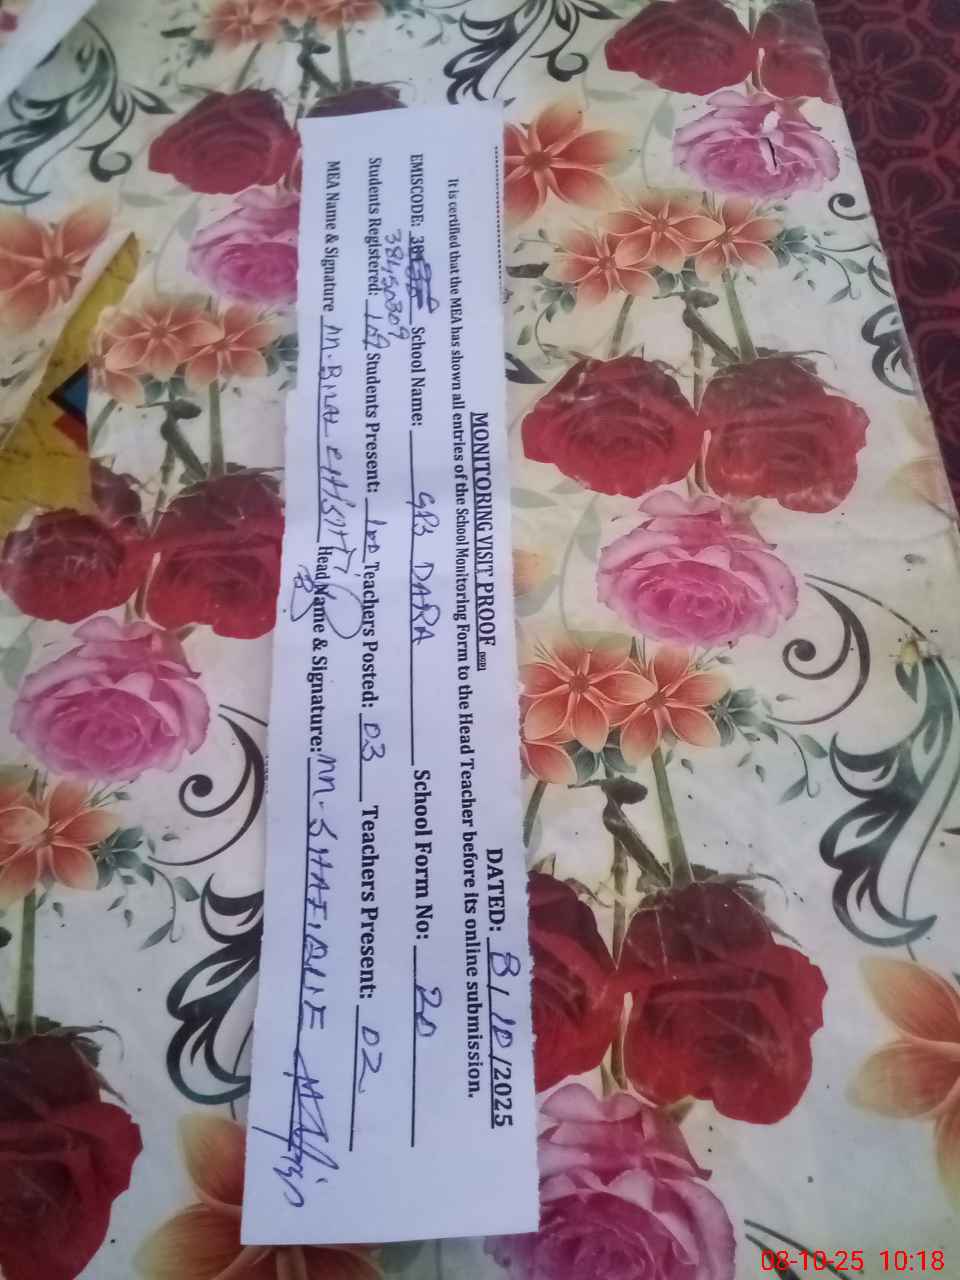 MONITORING VISIT PROOF
DATED: 8/10/2025
It is certified that the MEA has shown all entries of the School Monitoring Form to the Head Teacher before its online submission.
EMISCODE: School Name: GPS DARA School Form No: 20
38450309
Students Registered: 109 Students Present: 100 Teachers Posted: 03 Teachers Present: 02
MEA Name & Signature M. BILAL CHISHTI Head Name & Signature: M. SHAFIQUE
08-10-25 10:18